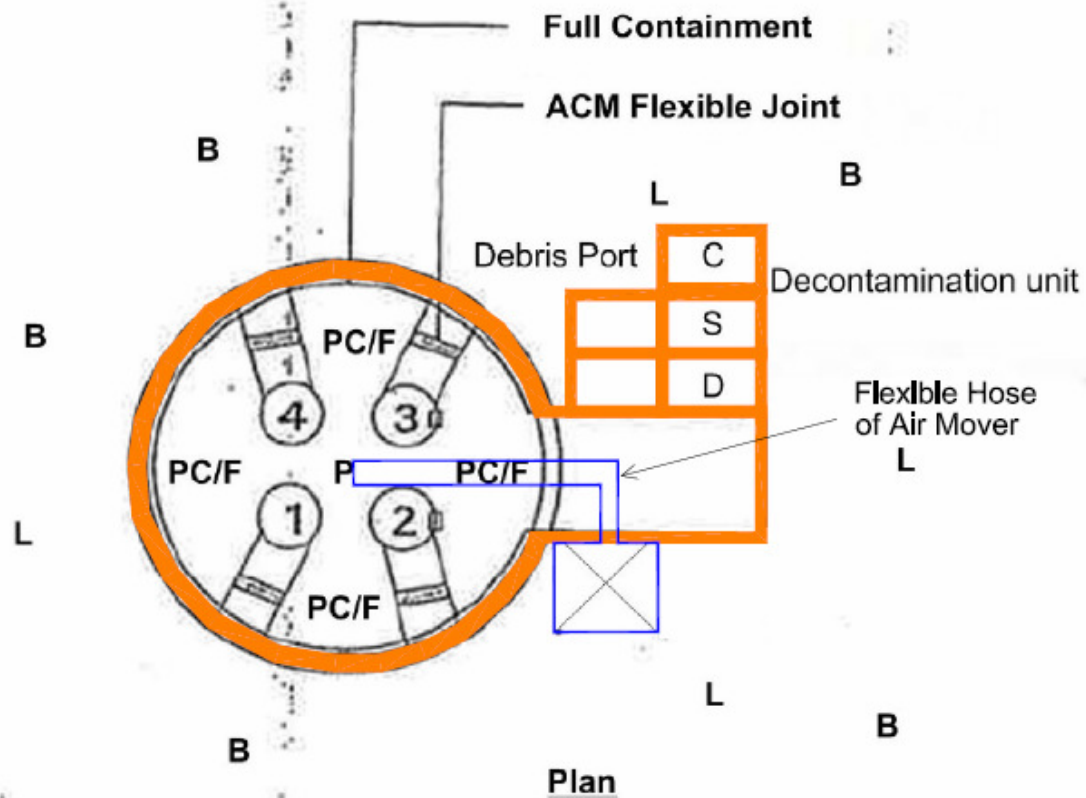 Full Containment
ACM Flexible Joint
B
B
L
Debris Port
C
Decontamination unit
S
B
PC/F
D
4
3
Flexible Hose
of Air Mover
PC/F
P
PC/F
L
1
2
L
PC/F
L
B
B
Plan